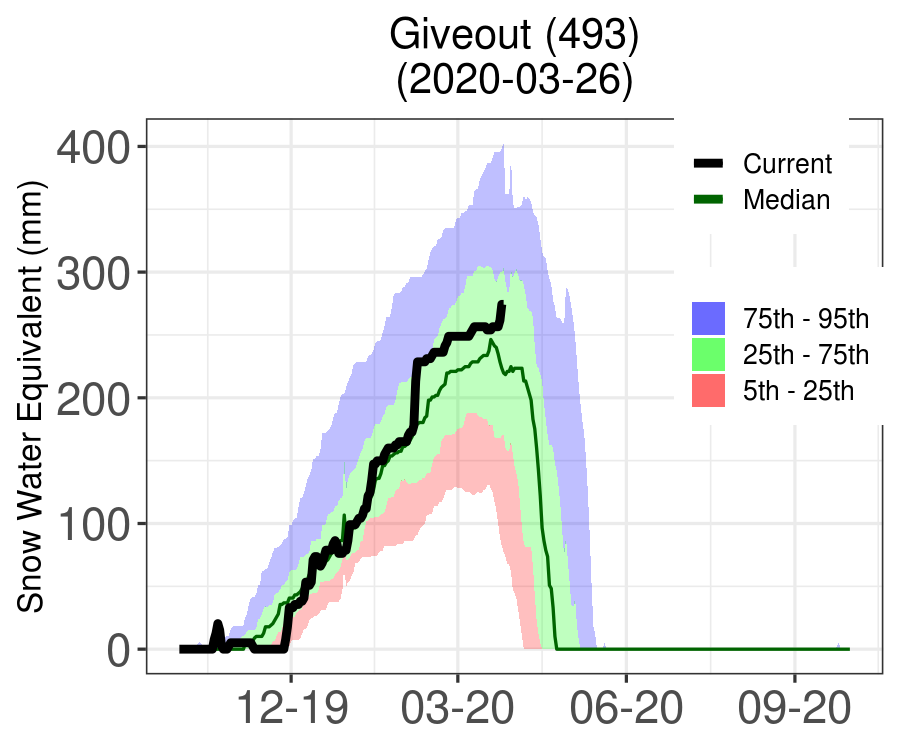 Giveout (493)
(2020-03-26)
Snow Water Equivalent (mm)
400
300
200
100
0
12-19
03-20
06-20
09-20
Current
Median
75th - 95th
25th - 75th
5th - 25th